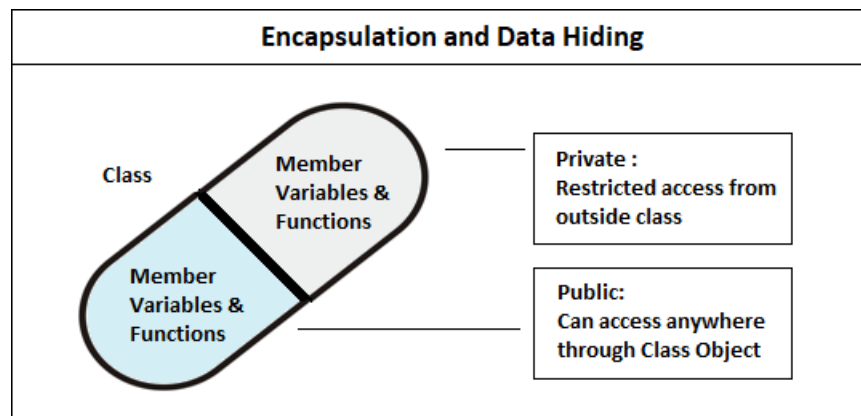 Encapsulation and Data Hiding
Class
Member
Variables &
Functions
Private :
Restricted access from
outside class
Member
Variables &
Functions
Public:
Can access anywhere
through Class Object